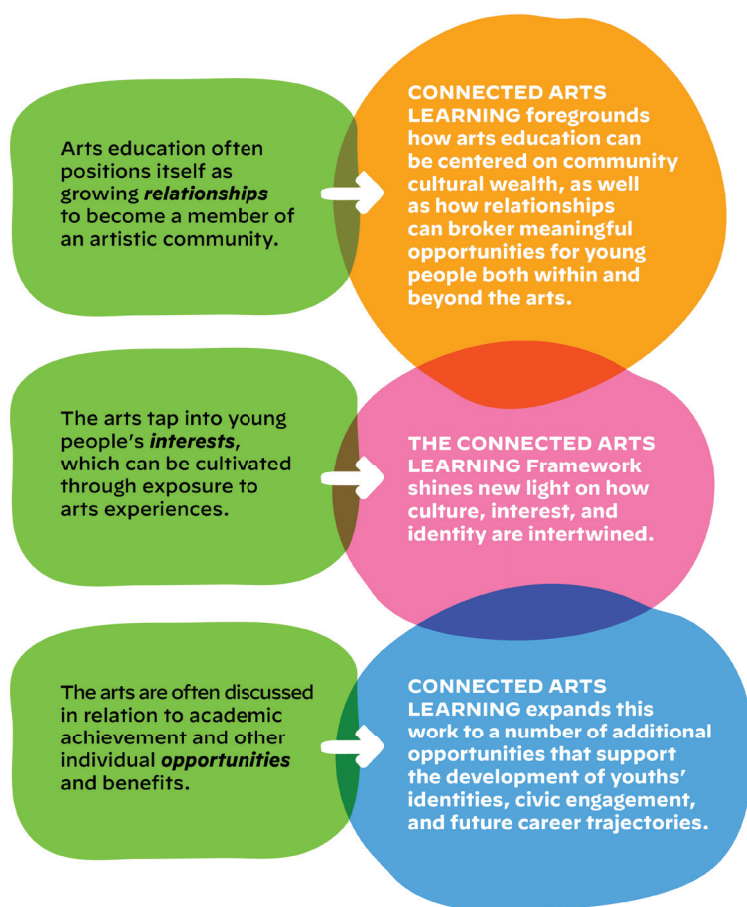 Arts education often
positions itself as
growing relationships
to become a member of
an artistic community.
CONNECTED ARTS
LEARNING foregrounds
how arts education can
be centered on community
cultural wealth, as well
as how relationships
can broker meaningful
opportunities for young
people both within and
beyond the arts.
The arts tap into young
people's interests,
which can be cultivated
through exposure to
arts experiences.
THE CONNECTED ARTS
LEARNING Framework
shines new light on how
culture, interest, and
identity are intertwined.
The arts are often discussed
in relation to academic
achievement and other
individual opportunities
and benefits.
CONNECTED ARTS
LEARNING expands this
work to a number of additional
opportunities that support
the development of youths'
identities, civic engagement,
and future career trajectories.